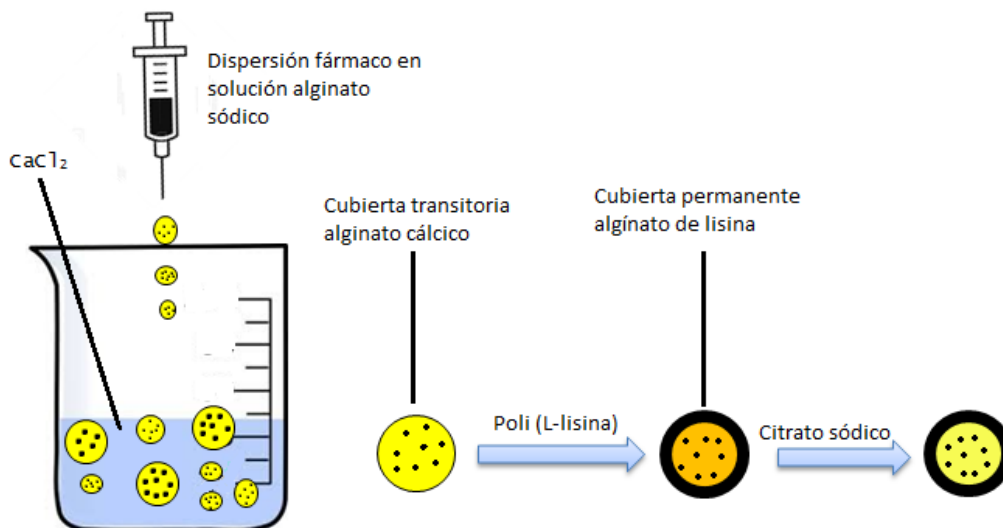 Dispersión fármaco en
solución alginato
sódico
CaCl₂
Cubierta transitoria
alginato cálcico
Cubierta permanente
algínato de lisina
Poli (L-lisina)
Citrato sódico